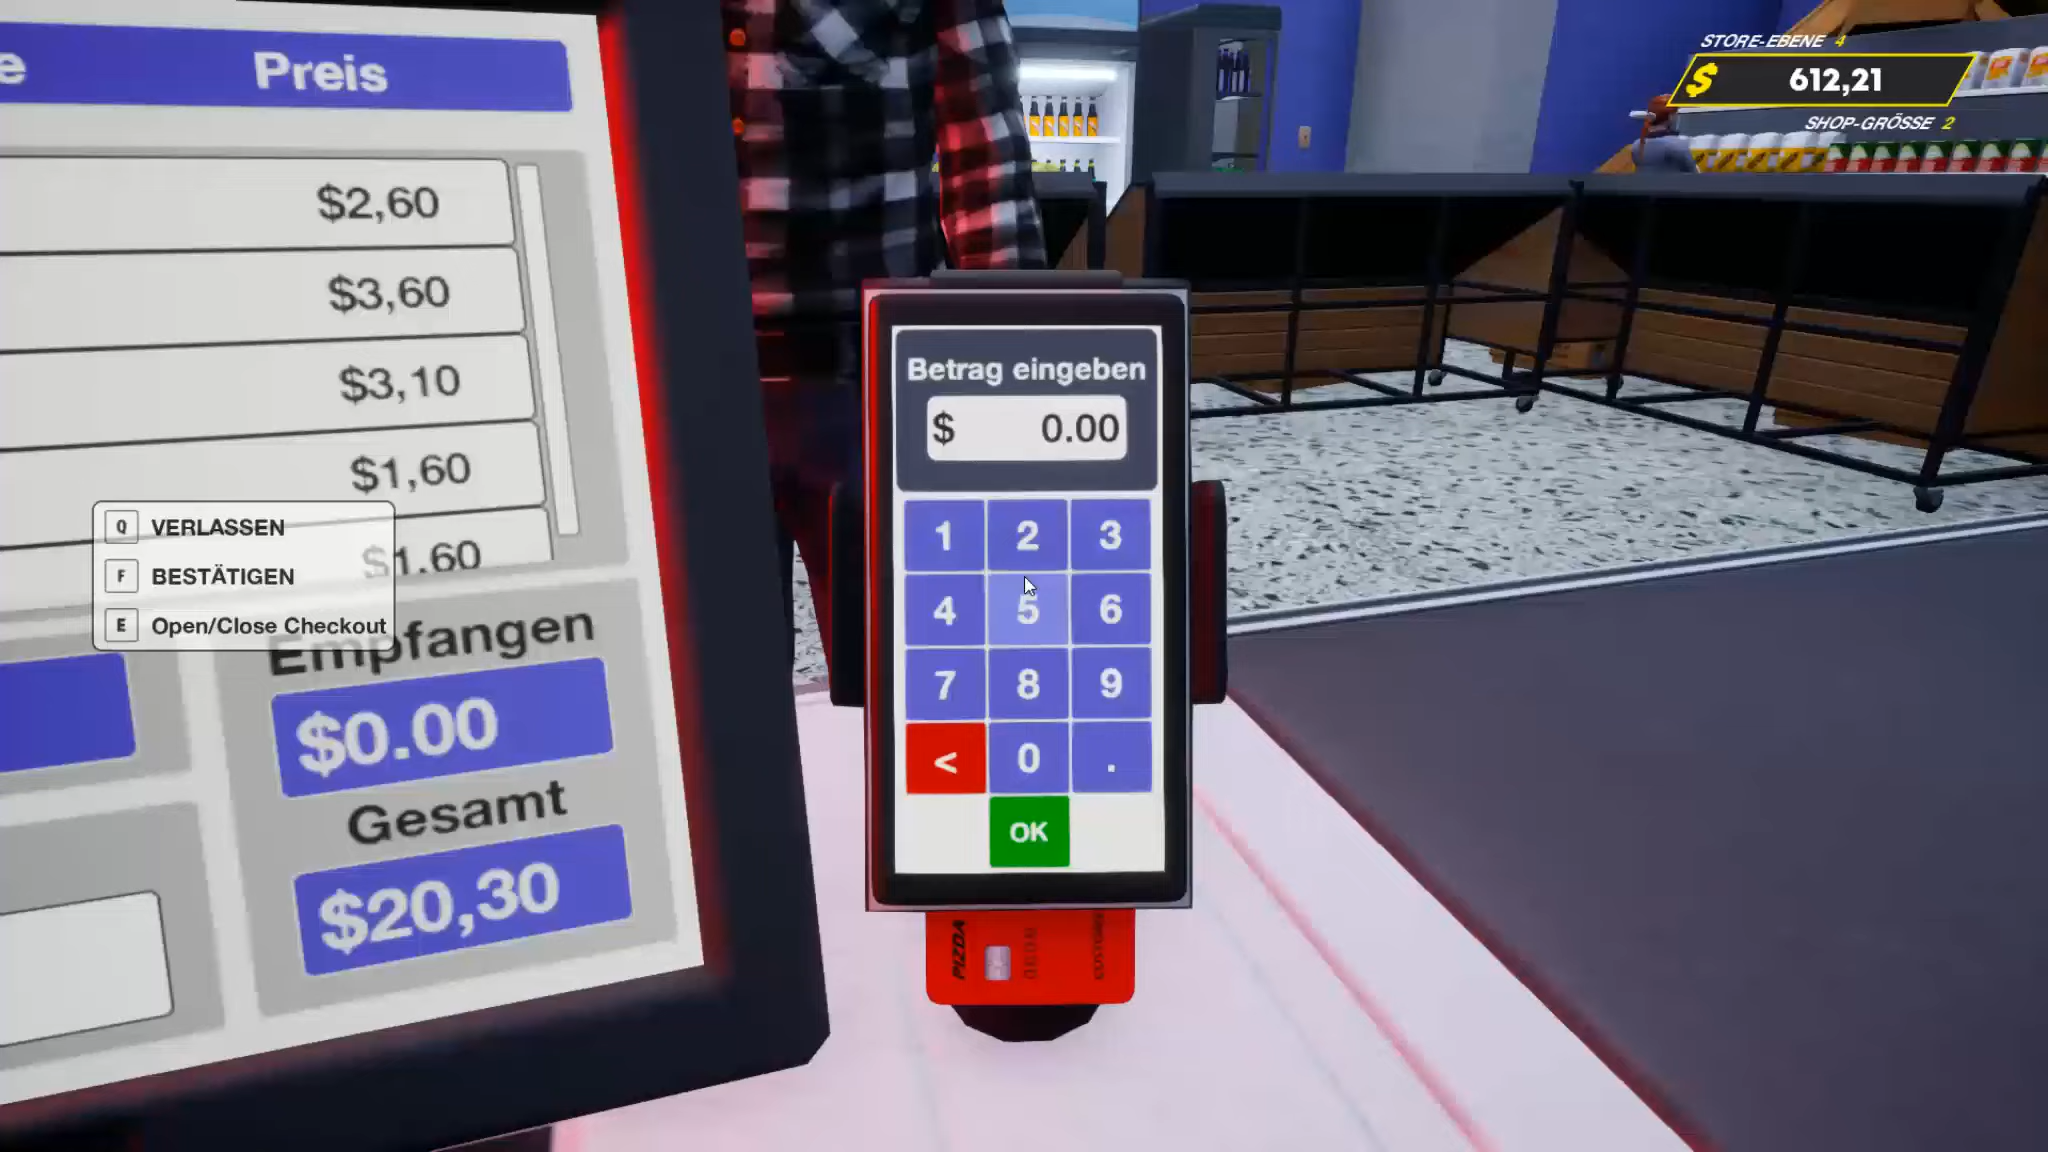 STORE-EBENE 4
$ 612,21
SHOP-GRÖSSE 2
e Preis
$2,60
$3,60
$3,10
$1,60
$1.60
Q VERLASSEN
F BESTÄTIGEN
E Open/Close Checkout
Empfangen
$0.00
Gesamt
$20,30
Betrag eingeben
$ 0.00
1 2 3
4 5 6
7 8 9
< 0 .
OK
PIZDA